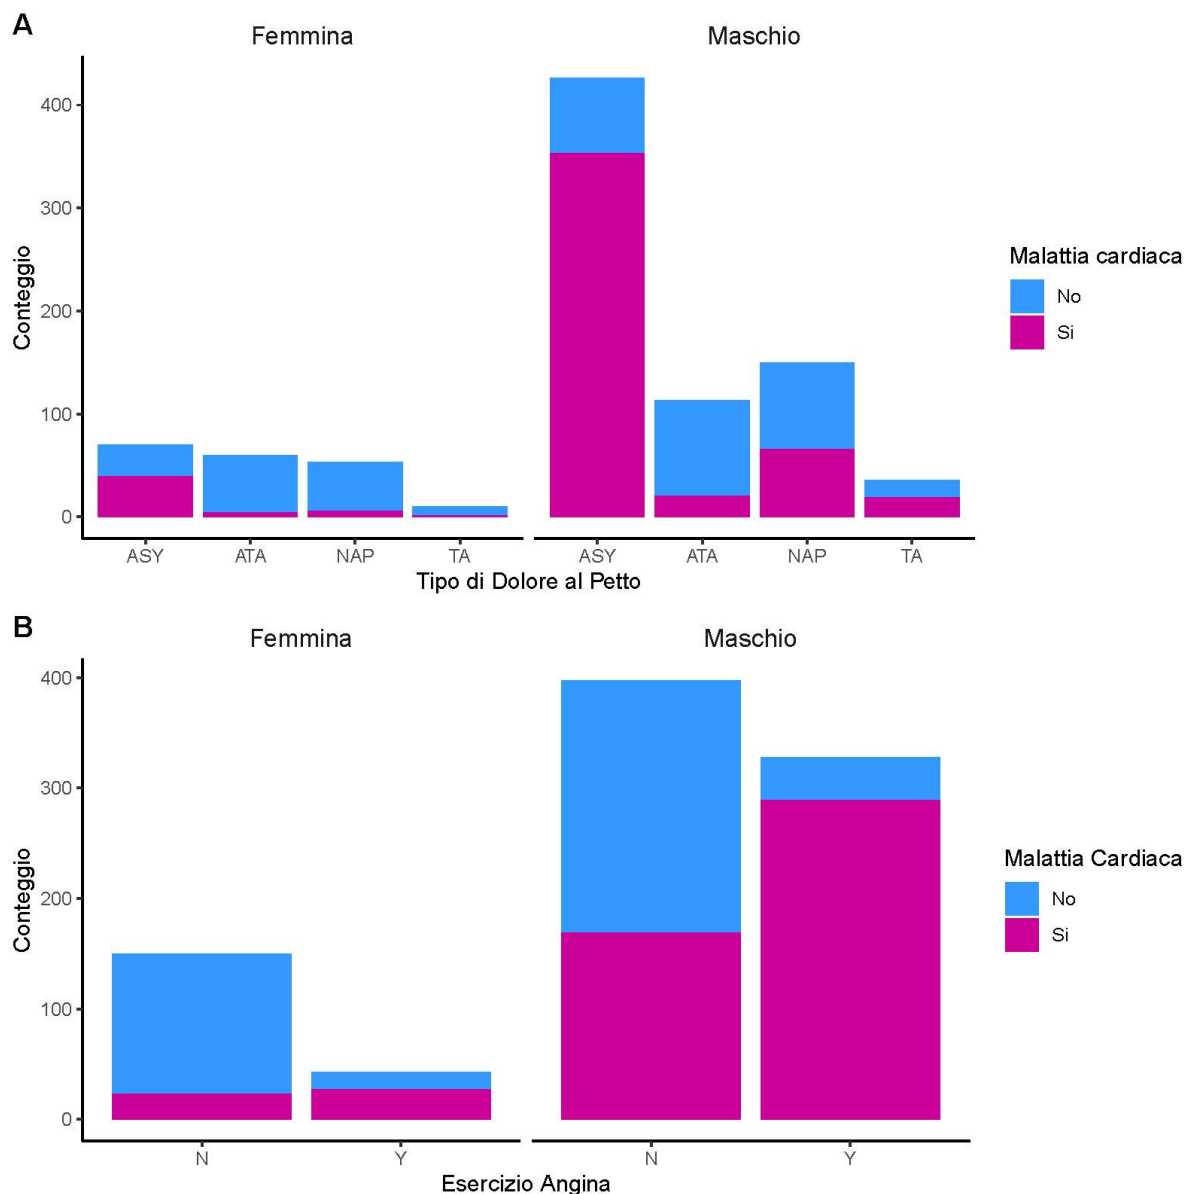 A
Femmina Maschio
400
300
200
100
0
Conteggio
ASY ATA NAP TA ASY ATA NAP TA
Tipo di Dolore al Petto
Malattia cardiaca
No
Si
B
Femmina Maschio
400
300
200
100
0
Conteggio
N Y N Y
Esercizio Angina
Malattia Cardiaca
No
Si